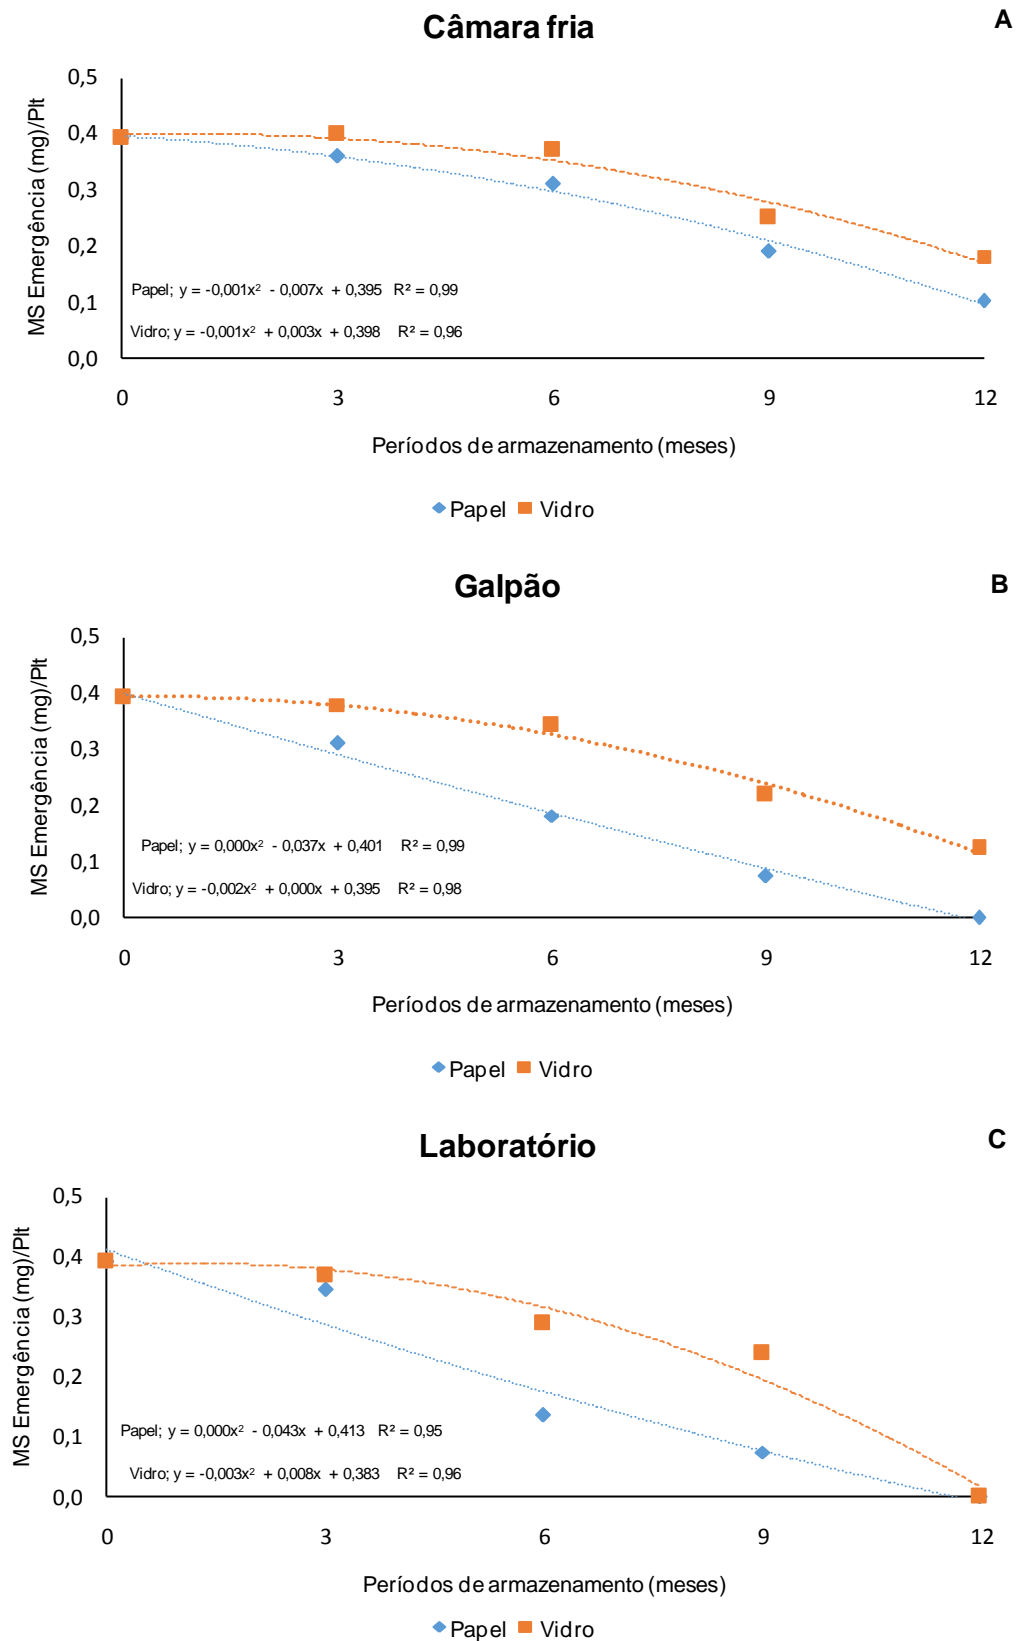 Câmara fria
A
MS Emergência (mg)/Plt
0,5
0,4
0,3
0,2
0,1
0,0
Papel; y = -0,001x² - 0,007x + 0,395 R² = 0,99
Vidro; y = -0,001x² + 0,003x + 0,398 R² = 0,96
0 3 6 9 12
Períodos de armazenamento (meses)
Papel Vidro
Galpão
B
MS Emergência (mg)/Plt
0,5
0,4
0,3
0,2
0,1
0,0
Papel; y = 0,000x² - 0,037x + 0,401 R² = 0,99
Vidro; y = -0,002x² + 0,000x + 0,395 R² = 0,98
0 3 6 9 12
Períodos de armazenamento (meses)
Papel Vidro
Laboratório
C
MS Emergência (mg)/Plt
0,5
0,4
0,3
0,2
0,1
0,0
Papel; y = 0,000x² - 0,043x + 0,413 R² = 0,95
Vidro; y = -0,003x² + 0,008x + 0,383 R² = 0,96
0 3 6 9 12
Períodos de armazenamento (meses)
Papel Vidro